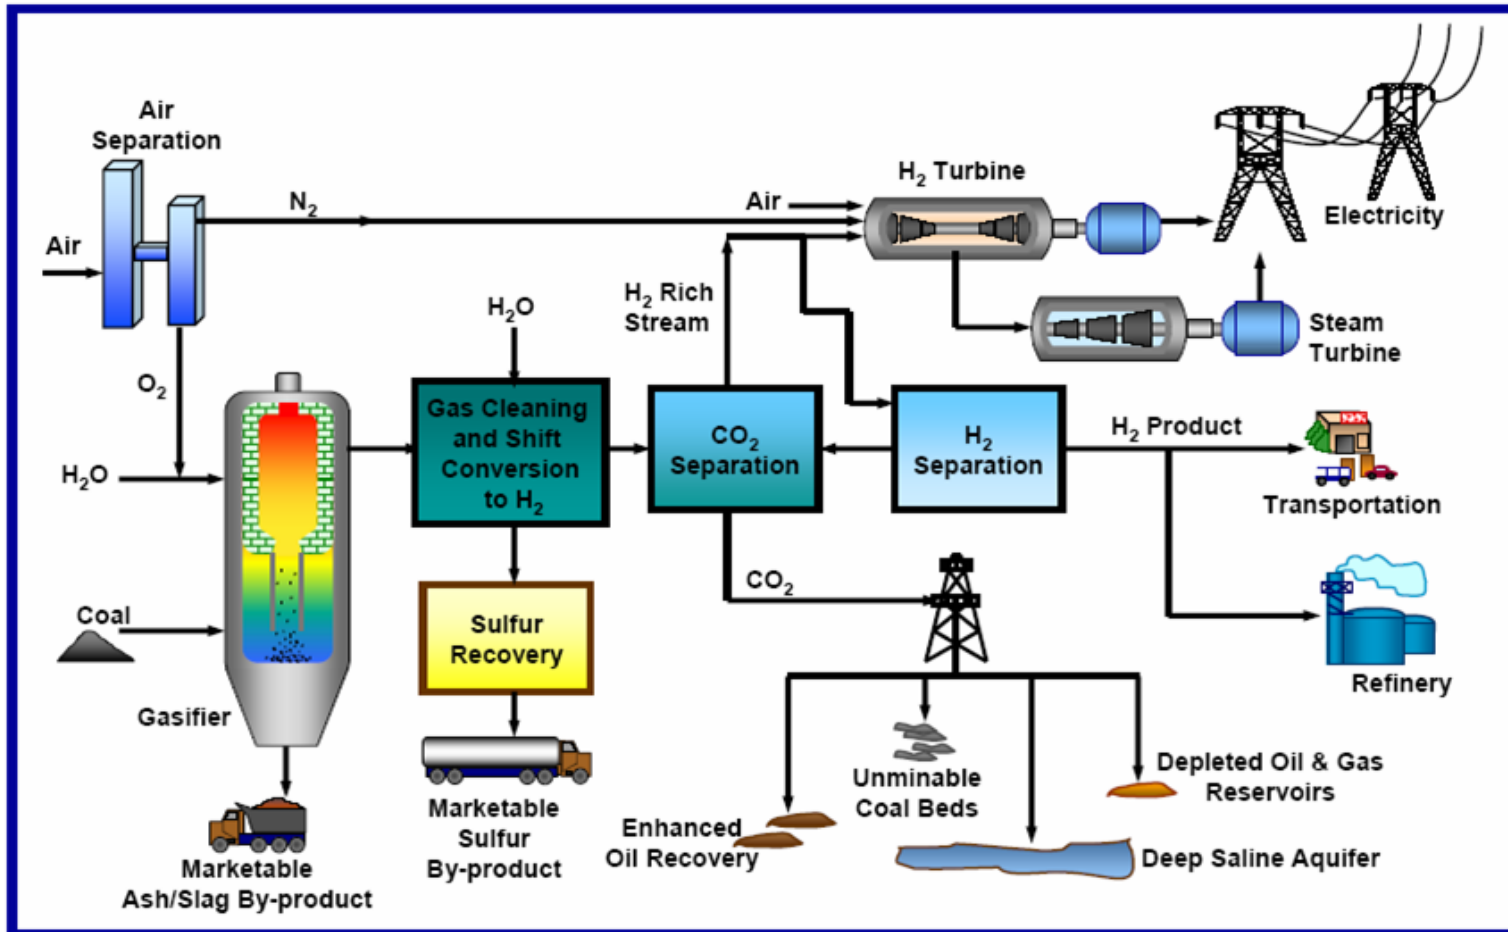 Air
Separation
N₂
Air
H₂ Turbine
Electricity
Air
H₂ Rich
Stream
H₂O
Steam
Turbine
O₂
Gas Cleaning
and Shift
Conversion
to H₂
CO₂
Separation
H₂
Separation
H₂ Product
H₂O
Transportation
CO₂
Coal
Sulfur
Recovery
Refinery
Gasifier
Unminable
Coal Beds
Depleted Oil & Gas
Reservoirs
Marketable
Sulfur
By-product
Enhanced
Oil Recovery
Deep Saline Aquifer
Marketable
Ash/Slag By-product